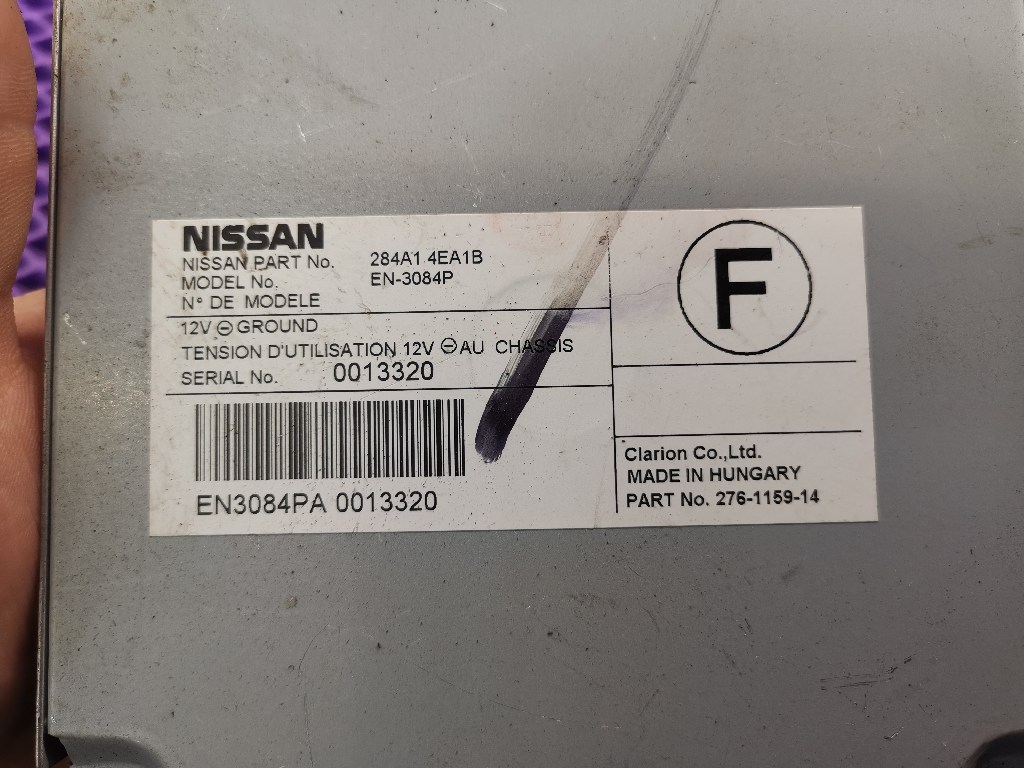 NISSAN
NISSAN PART No. 284A1 4EA1B
MODEL No. EN-3084P
N° DE MODELE
12V ⊖ GROUND
TENSION D'UTILISATION 12V ⊖ AU CHASSIS
SERIAL No. 0013320
EN3084PA 0013320
F
Clarion Co.,Ltd.
MADE IN HUNGARY
PART No. 276-1159-14